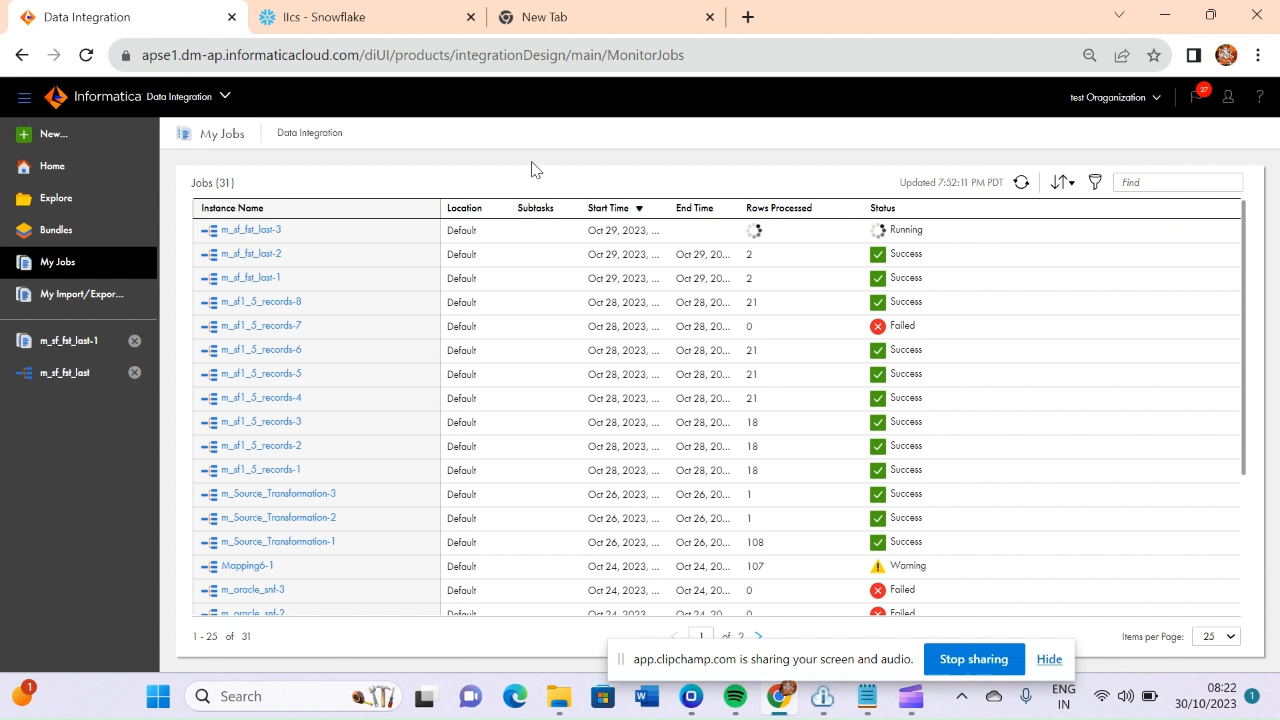 Data Integration
IIcs - Snowflake
New Tab
apse1.dm-ap.informaticacloud.com/diUI/products/integrationDesign/main/MonitorJobs
Informatica Data Integration
test Oraganization
27
New...
Home
Explore
Bundles
My Jobs
My Import/Expor...
m_sf_fst_last-1
m_sf_fst_last
My Jobs
Data Integration
Jobs (31)
Updated 7:52:11 PM PDT
Find
Instance Name Location Subtasks Start Time End Time Rows Processed Status
m_sf_fst_last-3 Default Oct 29, 2023, ... Running
m_sf_fst_last-2 Default Oct 29, 2023, ... Oct 29, 20... 2 Success
m_sf_fst_last-1 Default Oct 29, 2023, ... Oct 29, 20... 2 Success
m_sf1_5_records-8 Default Oct 28, 2023, ... Oct 28, 20... 21 Success
m_sf1_5_records-7 Default Oct 28, 2023, ... Oct 28, 20... 0 Failed
m_sf1_5_records-6 Default Oct 28, 2023, ... Oct 28, 20... 21 Success
m_sf1_5_records-5 Default Oct 28, 2023, ... Oct 28, 20... 21 Success
m_sf1_5_records-4 Default Oct 28, 2023, ... Oct 28, 20... 21 Success
m_sf1_5_records-3 Default Oct 28, 2023, ... Oct 28, 20... 18 Success
m_sf1_5_records-2 Default Oct 28, 2023, ... Oct 28, 20... 18 Success
m_sf1_5_records-1 Default Oct 28, 2023, ... Oct 28, 20... 18 Success
m_Source_Transformation-3 Default Oct 26, 2023, ... Oct 26, 20... 1 Success
m_Source_Transformation-2 Default Oct 26, 2023, ... Oct 26, 20... 1 Success
m_Source_Transformation-1 Default Oct 26, 2023, ... Oct 26, 20... 108 Success
Mapping6-1 Default Oct 24, 2023, ... Oct 24, 20... 107 Warning
m_oracle_snf-3 Default Oct 24, 2023, ... Oct 24, 20... 0 Failed
m_oracle_snf-2 Default Oct 24, 2023, ... Oct 24, 20... 0 Failed
1 - 25 of 31
1 of 2
Items per Page: 25
app.clipchamp.com is sharing your screen and audio.
Stop sharing
Hide
1
Search
ENG
IN
08:22
30/10/2023
1